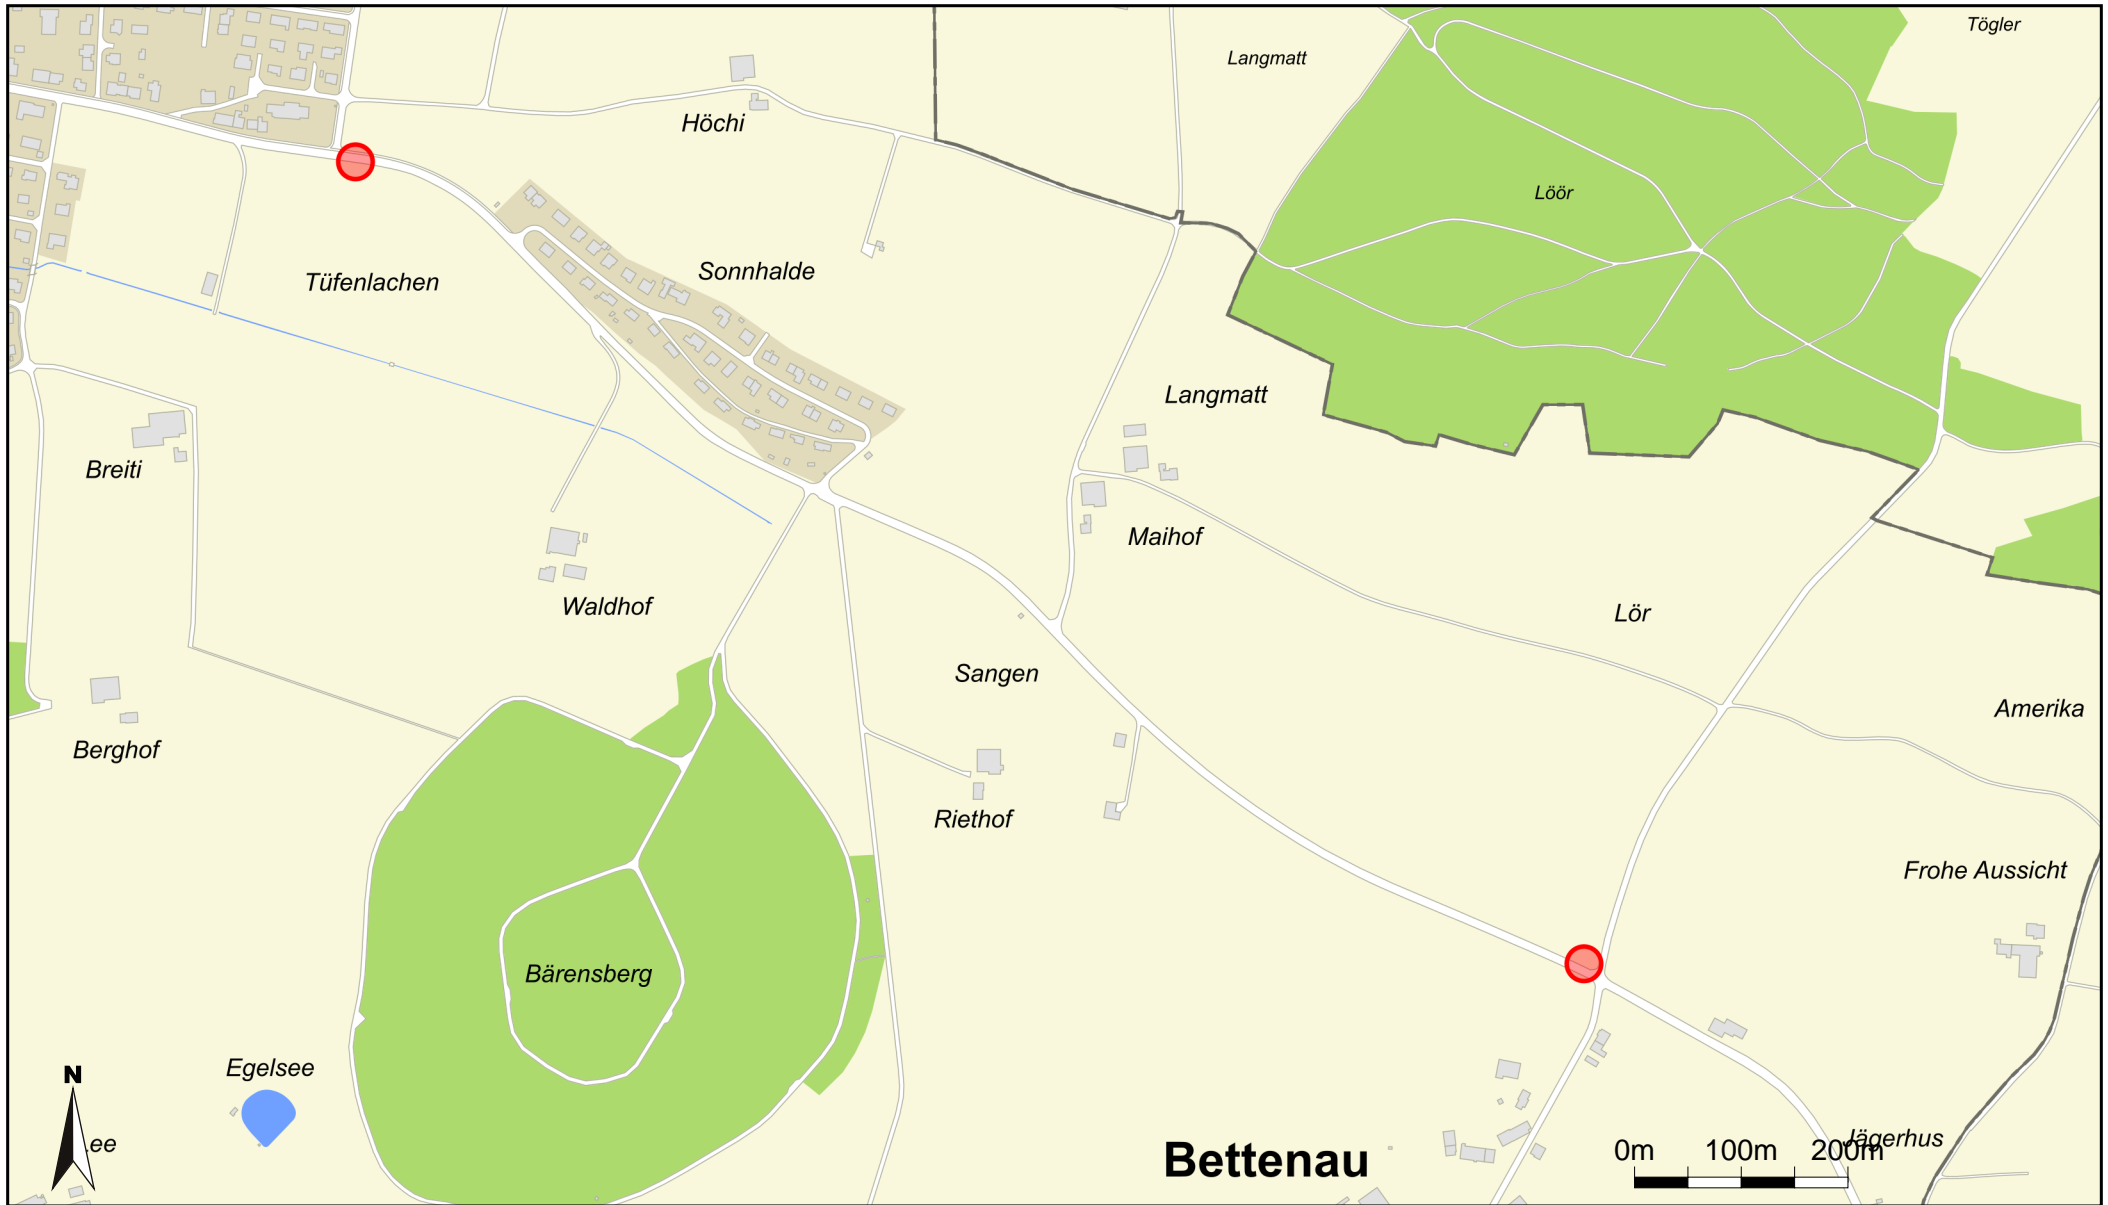 Tögler
Langmatt
Höchi
Löör
Sonnhalde
Tüfenlachen
Langmatt
Breiti
Maihof
Waldhof
Lör
Sangen
Amerika
Berghof
Riethof
Frohe Aussicht
Bärensberg
Egelsee
N
.ee
Bettenau
Jägerhus
0m 100m 200m